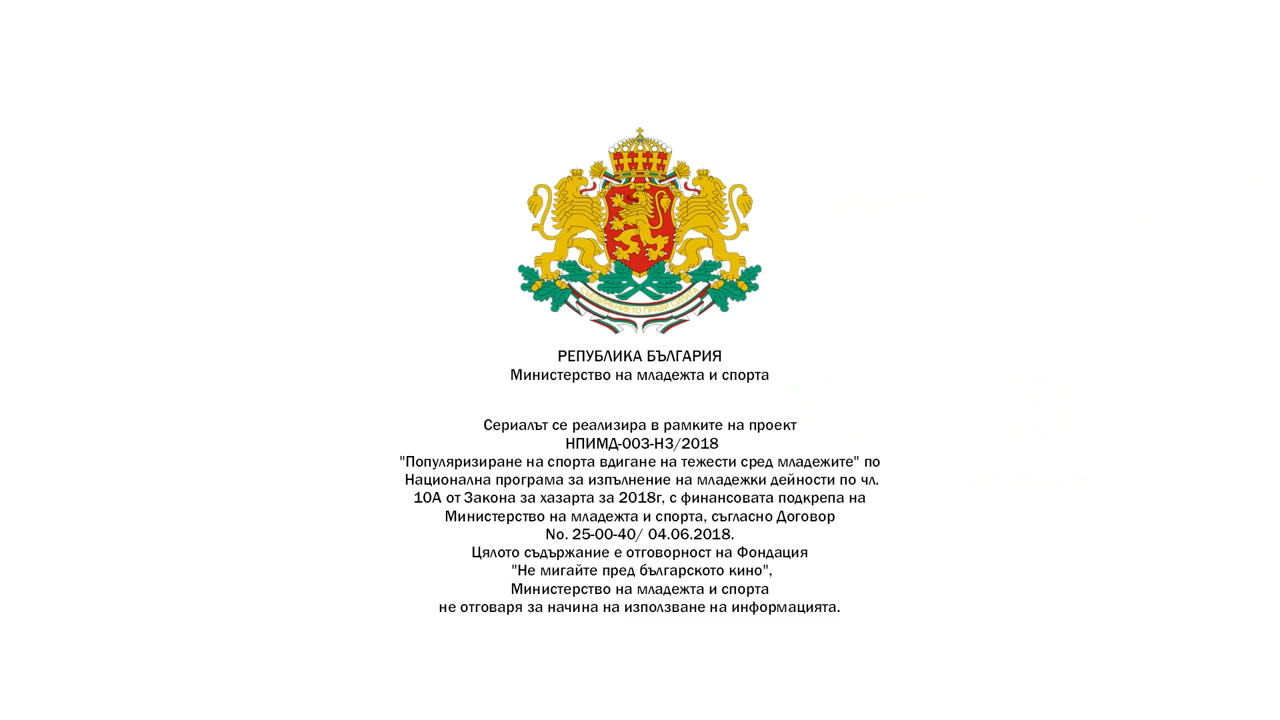 СЪЕДИНЕНИЕТО ПРАВИ СИЛАТА
РЕПУБЛИКА БЪЛГАРИЯ
Министерство на младежта и спорта
Сериалът се реализира в рамките на проект
НПИМД-003-НЗ/2018
"Популяризиране на спорта вдигане на тежести сред младежите" по
Национална програма за изпълнение на младежки дейности по чл.
10А от Закона за хазарта за 2018г, с финансовата подкрепа на
Министерство на младежта и спорта, съгласно Договор
No. 25-00-40/ 04.06.2018.
Цялото съдържание е отговорност на Фондация
"Не мигайте пред българското кино",
Министерство на младежта и спорта
не отговаря за начина на използване на информацията.